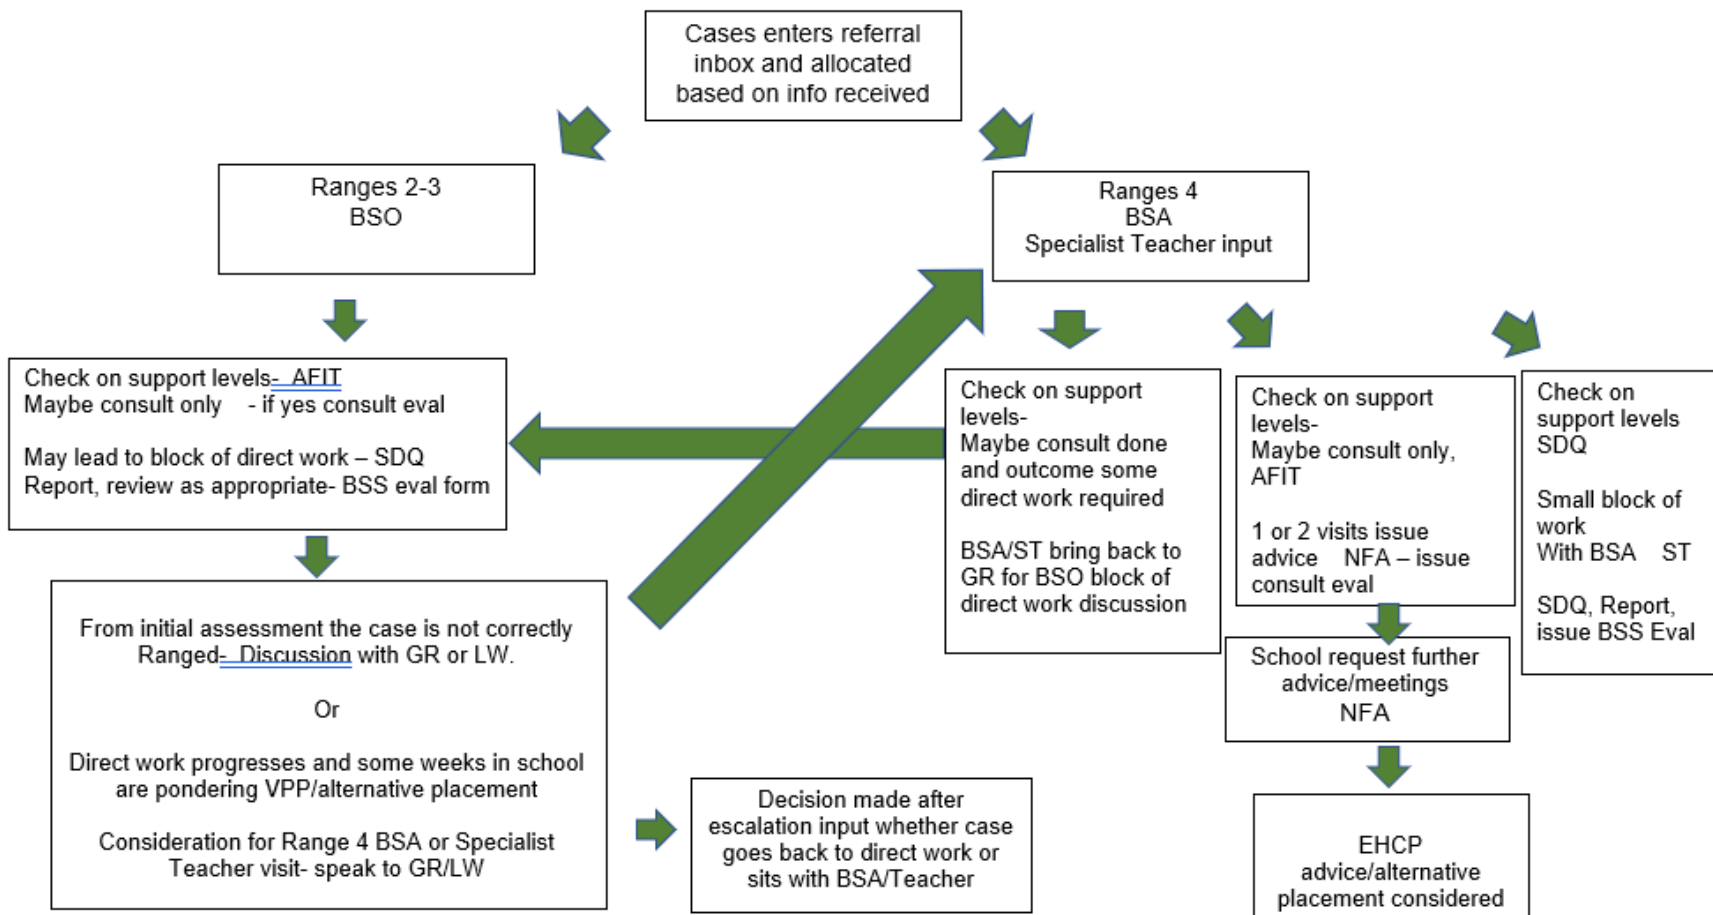 Cases enters referral
inbox and allocated
based on info received
Ranges 2-3
BSO
Ranges 4
BSA
Specialist Teacher input
Check on support levels- AFIT
Maybe consult only - if yes consult eval
May lead to block of direct work – SDQ
Report, review as appropriate- BSS eval form
Check on support
levels-
Maybe consult done
and outcome some
direct work required
BSA/ST bring back to
GR for BSO block of
direct work discussion
Check on support
levels-
Maybe consult only,
AFIT
1 or 2 visits issue
advice NFA – issue
consult eval
Check on
support levels
SDQ
Small block of
work
With BSA ST
SDQ, Report,
issue BSS Eval
From initial assessment the case is not correctly
Ranged- Discussion with GR or LW.
Or
Direct work progresses and some weeks in school
are pondering VPP/alternative placement
Consideration for Range 4 BSA or Specialist
Teacher visit- speak to GR/LW
School request further
advice/meetings
NFA
Decision made after
escalation input whether case
goes back to direct work or
sits with BSA/Teacher
EHCP
advice/alternative
placement considered